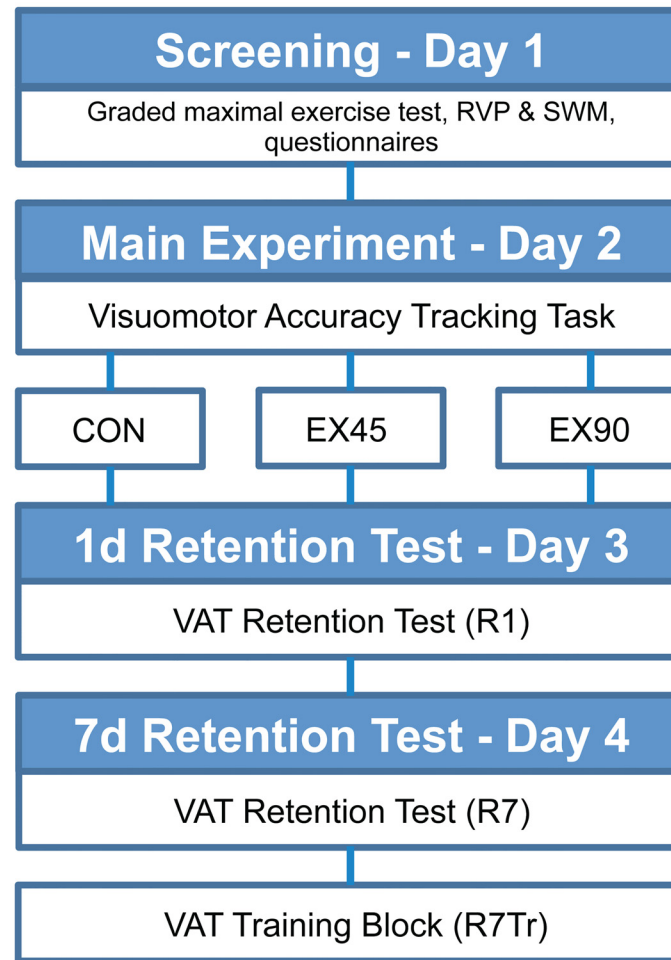 Screening - Day 1
Graded maximal exercise test, RVP & SWM,
questionnaires
Main Experiment - Day 2
Visuomotor Accuracy Tracking Task
CON
EX45
EX90
1d Retention Test - Day 3
VAT Retention Test (R1)
7d Retention Test - Day 4
VAT Retention Test (R7)
VAT Training Block (R7Tr)